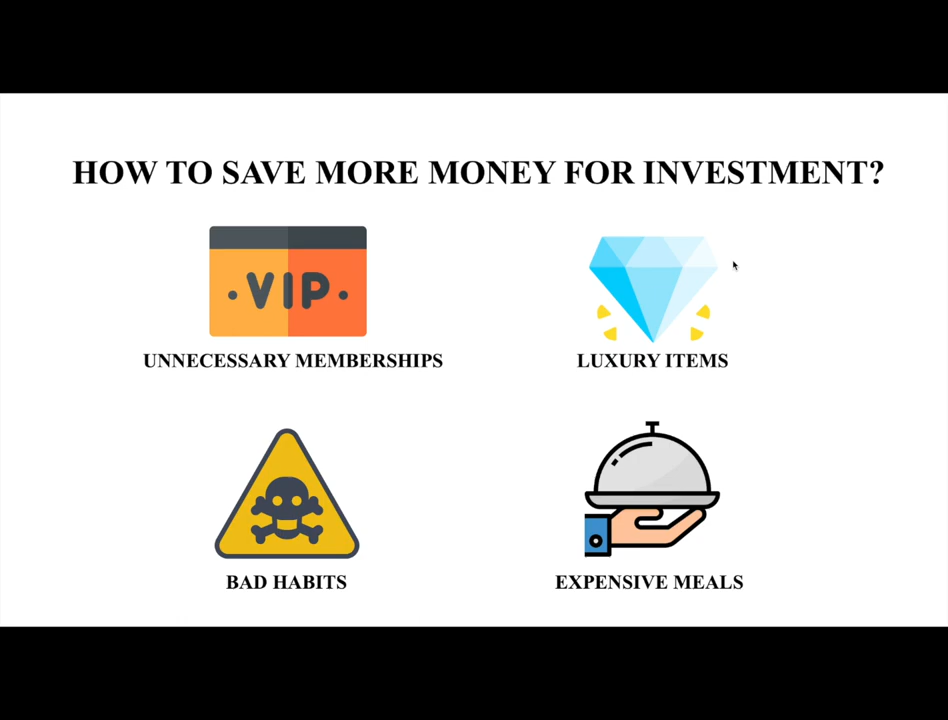 HOW TO SAVE MORE MONEY FOR INVESTMENT?
·VIP·
UNNECESSARY MEMBERSHIPS
LUXURY ITEMS
BAD HABITS
EXPENSIVE MEALS